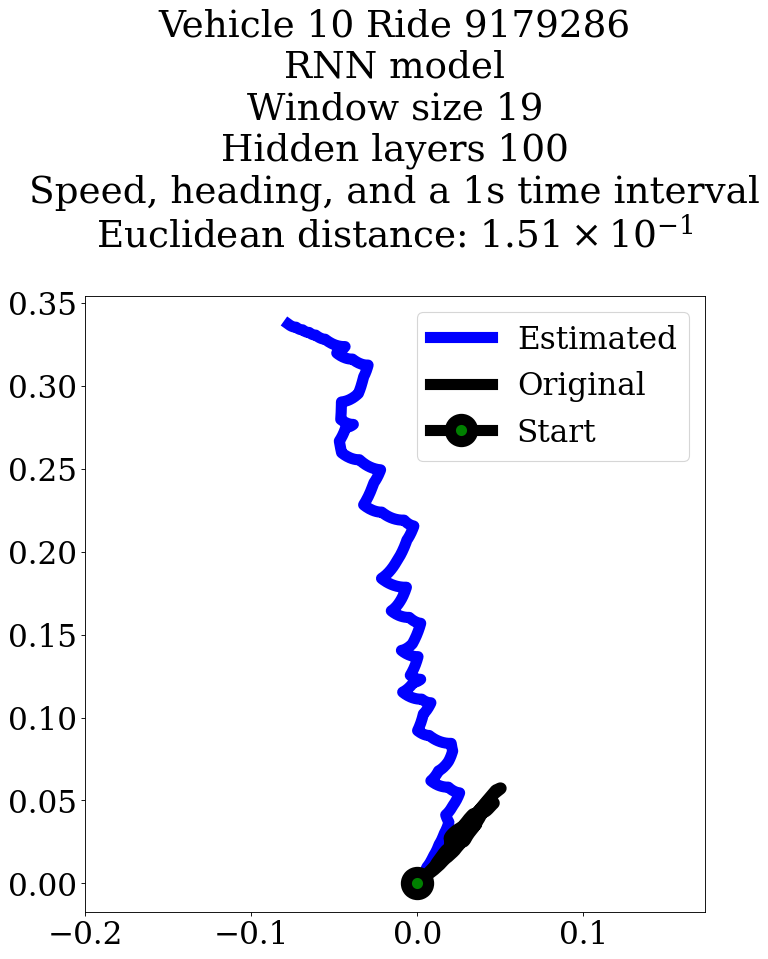 Vehicle 10 Ride 9179286
RNN model
Window size 19
Hidden layers 100
Speed, heading, and a 1s time interval
Euclidean distance: 1.51 × 10⁻¹
Estimated
Original
Start
0.35
0.30
0.25
0.20
0.15
0.10
0.05
0.00
−0.2 −0.1 0.0 0.1